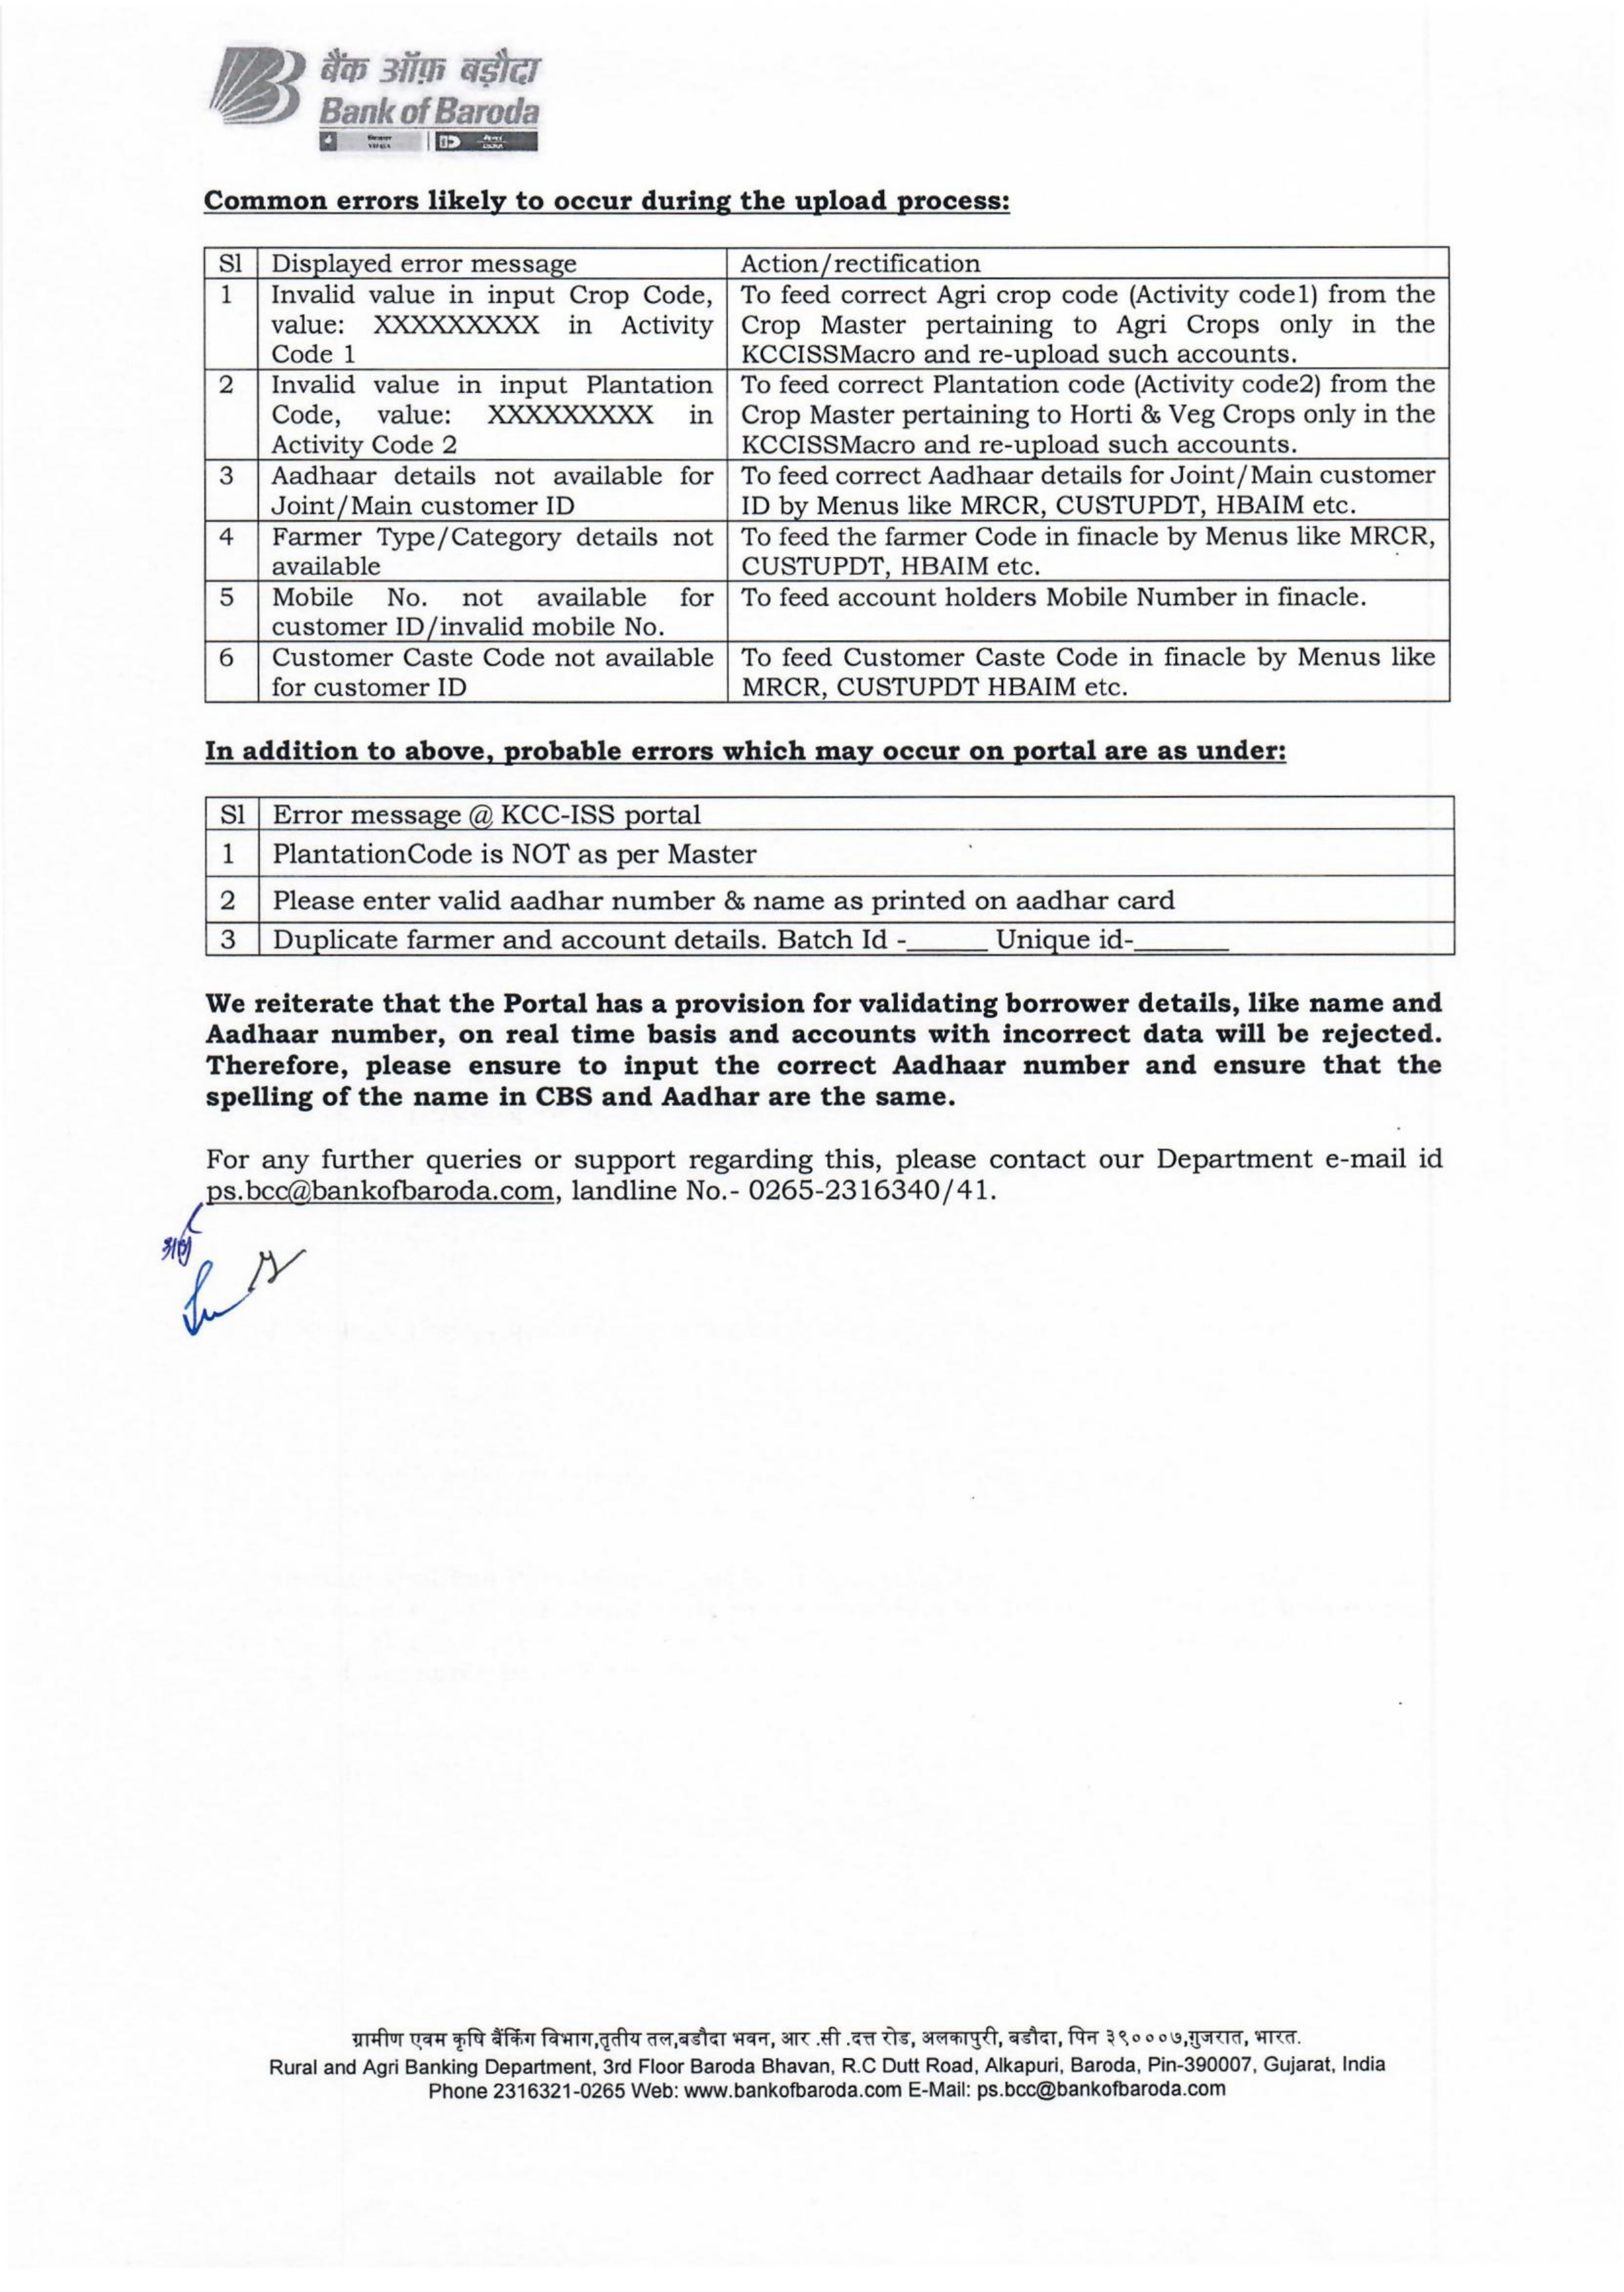 बैंक ऑफ़ बड़ौदा
Bank of Baroda
Common errors likely to occur during the upload process:
Sl Displayed error message Action/rectification
1 Invalid value in input Crop Code, To feed correct Agri crop code (Activity code1) from the
value: XXXXXXXXX in Activity Crop Master pertaining to Agri Crops only in the
Code 1 KCCISSMacro and re-upload such accounts.
2 Invalid value in input Plantation To feed correct Plantation code (Activity code2) from the
Code, value: XXXXXXXXX in Crop Master pertaining to Horti & Veg Crops only in the
Activity Code 2 KCCISSMacro and re-upload such accounts.
3 Aadhaar details not available for To feed correct Aadhaar details for Joint/Main customer
Joint/Main customer ID ID by Menus like MRCR, CUSTUPDT, HBAIM etc.
4 Farmer Type/Category details not To feed the farmer Code in finacle by Menus like MRCR,
available CUSTUPDT, HBAIM etc.
5 Mobile No. not available for To feed account holders Mobile Number in finacle.
customer ID/invalid mobile No.
6 Customer Caste Code not available To feed Customer Caste Code in finacle by Menus like
for customer ID MRCR, CUSTUPDT HBAIM etc.
In addition to above, probable errors which may occur on portal are as under:
Sl Error message @ KCC-ISS portal
1 PlantationCode is NOT as per Master
2 Please enter valid aadhar number & name as printed on aadhar card
3 Duplicate farmer and account details. Batch Id -______ Unique id-_______
We reiterate that the Portal has a provision for validating borrower details, like name and
Aadhaar number, on real time basis and accounts with incorrect data will be rejected.
Therefore, please ensure to input the correct Aadhaar number and ensure that the
spelling of the name in CBS and Aadhar are the same.
For any further queries or support regarding this, please contact our Department e-mail id
ps.bcc@bankofbaroda.com, landline No.- 0265-2316340/41.
ग्रामीण एवम कृषि बैंकिंग विभाग,तृतीय तल,बडौदा भवन, आर .सी .दत्त रोड, अलकापुरी, बडौदा, पिन ३९०००७,गुजरात, भारत.
Rural and Agri Banking Department, 3rd Floor Baroda Bhavan, R.C Dutt Road, Alkapuri, Baroda, Pin-390007, Gujarat, India
Phone 2316321-0265 Web: www.bankofbaroda.com E-Mail: ps.bcc@bankofbaroda.com